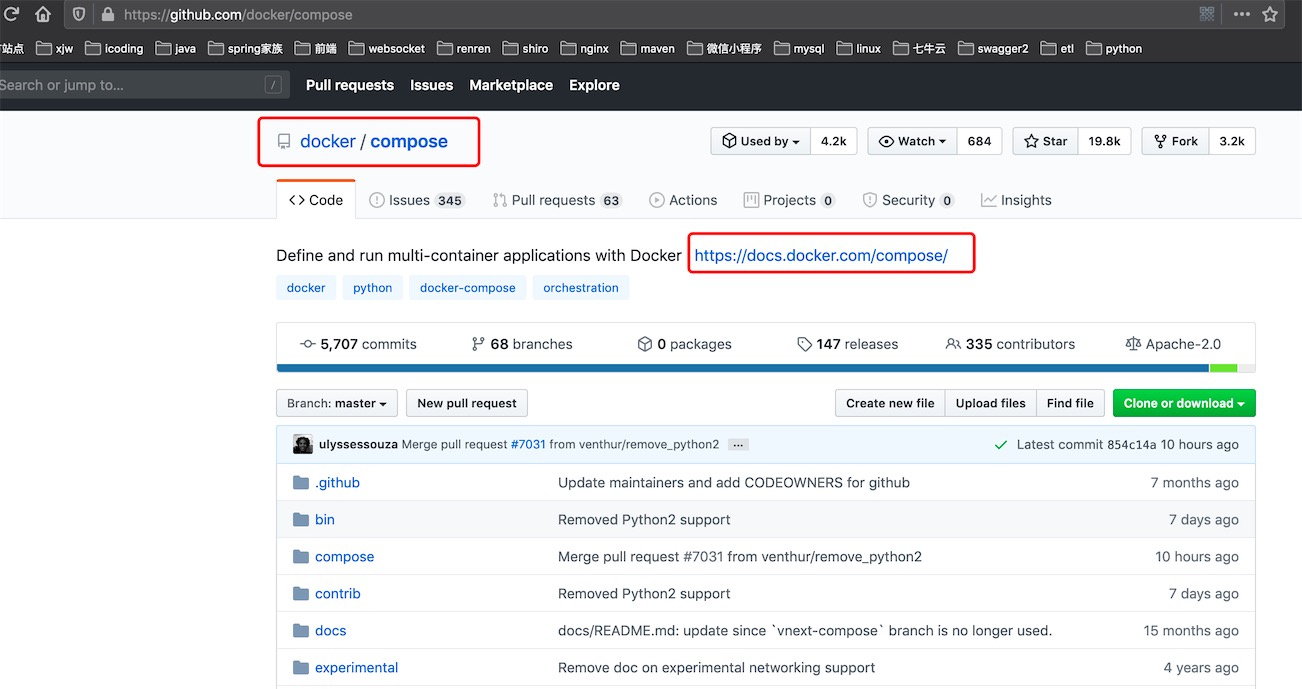 https://github.com/docker/compose
站点 xjw icoding java spring家族 前端 websocket renren shiro nginx maven 微信小程序 mysql linux 七牛云 swagger2 etl python
Search or jump to... / Pull requests Issues Marketplace Explore
docker / compose Used by 4.2k Watch 684 Star 19.8k Fork 3.2k
Code Issues 345 Pull requests 63 Actions Projects 0 Security 0 Insights
Define and run multi-container applications with Docker https://docs.docker.com/compose/
docker python docker-compose orchestration
5,707 commits 68 branches 0 packages 147 releases 335 contributors Apache-2.0
Branch: master New pull request Create new file Upload files Find file Clone or download
ulyssessouza Merge pull request #7031 from venthur/remove_python2 ... Latest commit 854c14a 10 hours ago
.github Update maintainers and add CODEOWNERS for github 7 months ago
bin Removed Python2 support 7 days ago
compose Merge pull request #7031 from venthur/remove_python2 10 hours ago
contrib Removed Python2 support 7 days ago
docs docs/README.md: update since `vnext-compose` branch is no longer used. 15 months ago
experimental Remove doc on experimental networking support 4 years ago